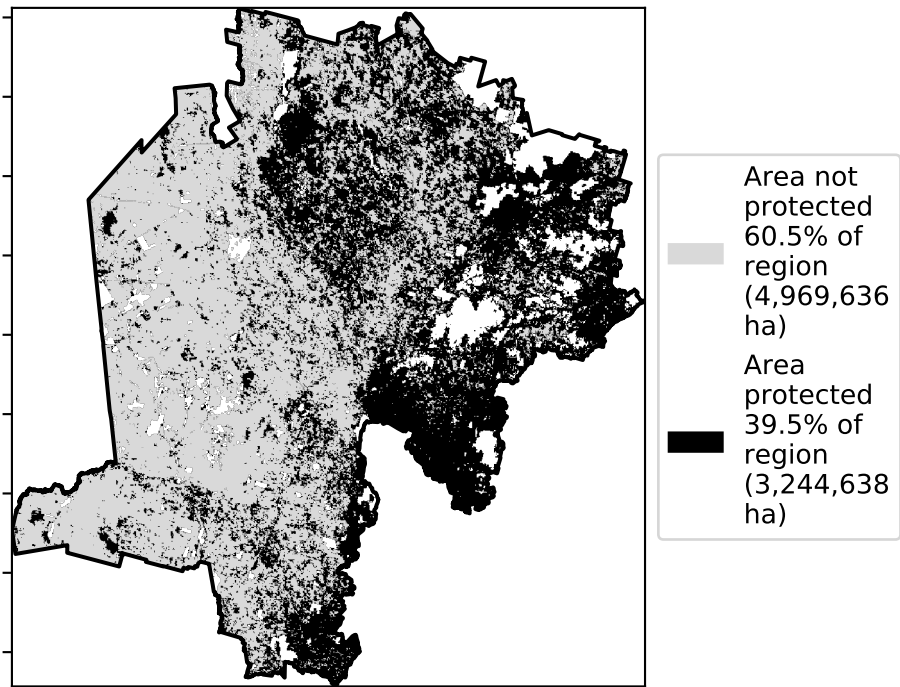 Area not
protected
60.5% of
region
(4,969,636
ha)
Area
protected
39.5% of
region
(3,244,638
ha)